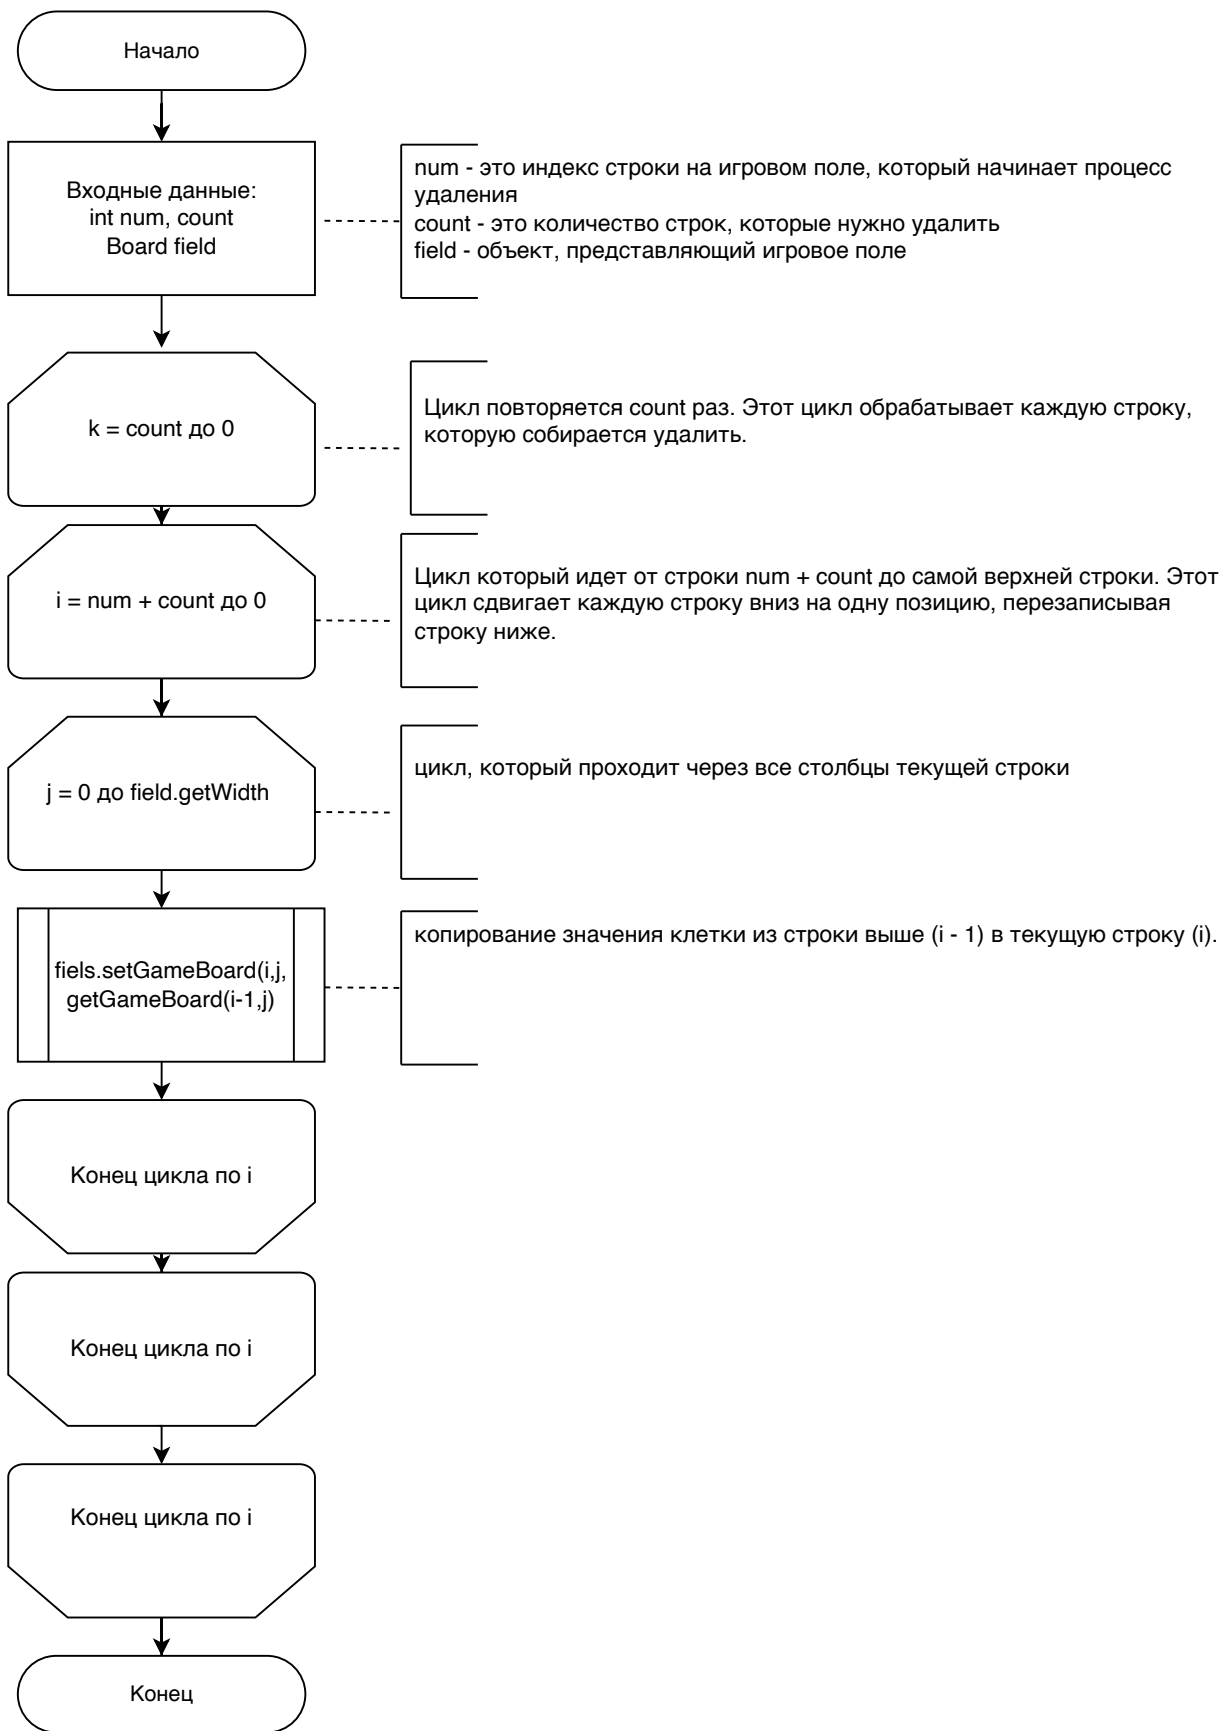 Начало
Входные данные:
int num, count
Board field
num - это индекс строки на игровом поле, который начинает процесс
удаления
count - это количество строк, которые нужно удалить
field - объект, представляющий игровое поле
k = count до 0
Цикл повторяется count раз. Этот цикл обрабатывает каждую строку,
которую собирается удалить.
i = num + count до 0
Цикл который идет от строки num + count до самой верхней строки. Этот
цикл сдвигает каждую строку вниз на одну позицию, перезаписывая
строку ниже.
j = 0 до field.getWidth
цикл, который проходит через все столбцы текущей строки
fiels.setGameBoard(i,j,
getGameBoard(i-1,j)
копирование значения клетки из строки выше (i - 1) в текущую строку (i).
Конец цикла по i
Конец цикла по i
Конец цикла по i
Конец